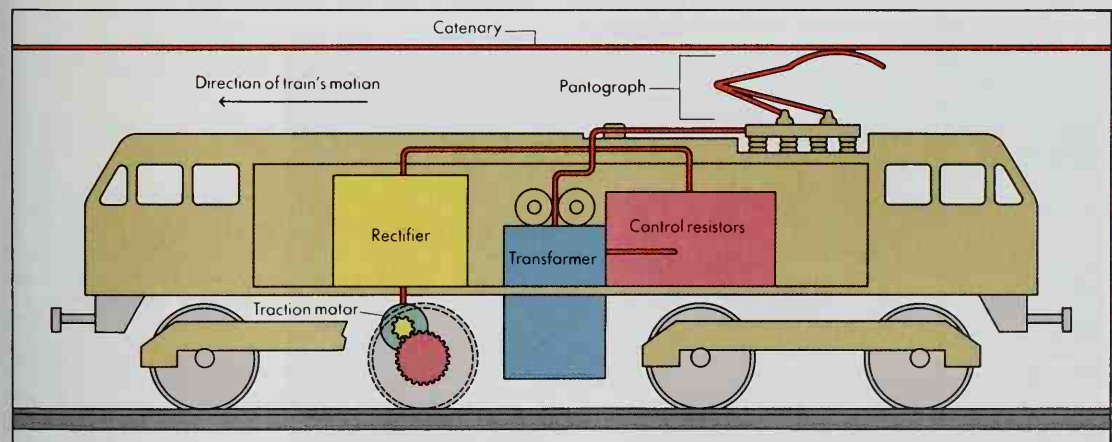 Catenary
Direction of train's motion
Pantograph
Rectifier
Transformer
Control resistors
Traction motor